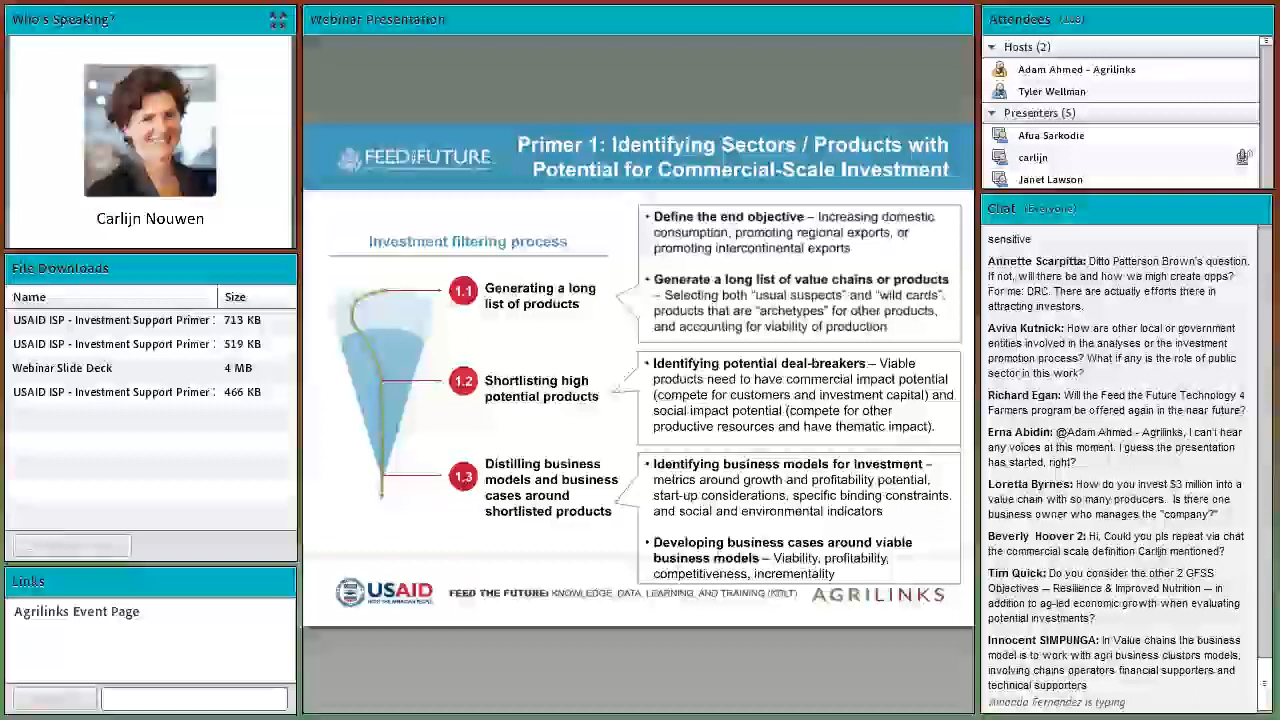 Who's Speaking?
Carlijn Nouwen
File Downloads
Name Size
USAID ISP - Investment Support Primer 713 KB
USAID ISP - Investment Support Primer 519 KB
Webinar Slide Deck 4 MB
USAID ISP - Investment Support Primer 466 KB
Links
Agrilinks Event Page
Webinar Presentation
FEED THE FUTURE
Primer 1: Identifying Sectors / Products with
Potential for Commercial-Scale Investment
Investment filtering process
1.1 Generating a long
list of products
• Define the end objective – Increasing domestic
consumption, promoting regional exports, or
promoting intercontinental exports
• Generate a long list of value chains or products
– Selecting both "usual suspects" and "wild cards",
products that are "archetypes" for other products,
and accounting for viability of production
1.2 Shortlisting high
potential products
• Identifying potential deal-breakers – Viable
products need to have commercial impact potential
(compete for customers and investment capital) and
social impact potential (compete for other
productive resources and have thematic impact).
1.3 Distilling business
models and business
cases around
shortlisted products
• Identifying business models for Investment –
metrics around growth and profitability potential,
start-up considerations, specific binding constraints,
and social and environmental indicators
• Developing business cases around viable
business models – Viability, profitability,
competitiveness, incrementality
USAID
FROM THE AMERICAN PEOPLE
FEED THE FUTURE: KNOWLEDGE, DATA, LEARNING, AND TRAINING (KDLT)
AGRILINKS
Attendees
Hosts (2)
Adam Ahmed - Agrilinks
Tyler Wellman
Presenters (5)
Afua Sarkodie
carlijn
Janet Lawson
Chat (Everyone)
sensitive
Annette Scarpitta: Ditto Patterson Brown's question.
If not, will there be and how we migh create opps?
For me: DRC. There are actually efforts there in
attracting investors.
Aviva Kutnick: How are other local or government
entities involved in the analyses or the investment
promotion process? What if any is the role of public
sector in this work?
Richard Egan: Will the Feed the Future Technology 4
Farmers program be offered again in the near future?
Erna Abidin: @Adam Ahmed - Agrilinks, I can't hear
any voices at this moment. I guess the presentation
has started, right?
Loretta Byrnes: How do you invest $3 million into a
value chain with so many producers. Is there one
business owner who manages the "company?"
Beverly Hoover 2: Hi, Could you pls repeat via chat
the commercial scale definition Carlijn mentioned?
Tim Quick: Do you consider the other 2 GFSS
Objectives -- Resilience & Improved Nutrition -- in
addition to ag-led economic growth when evaluating
potential investments?
Innocent SIMPUNGA: In Value chains the business
model is to work with agri business clustors models,
involving chains operators financial supporters and
technical supporters
Amanda Fernandez is typing